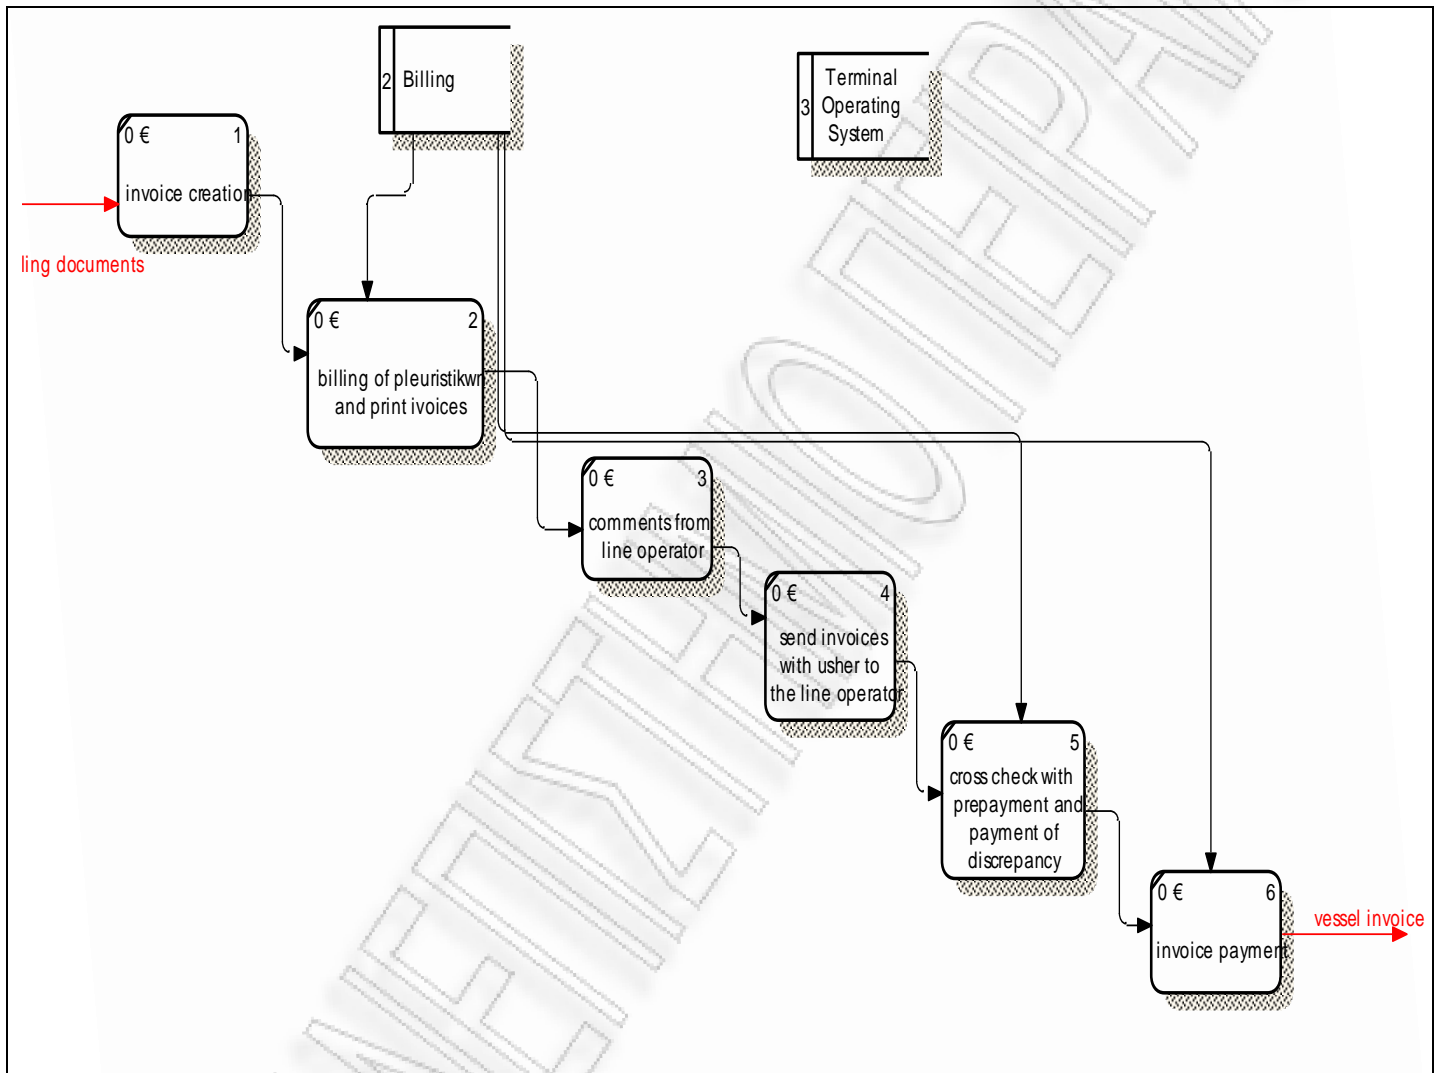 2 Billing
3 Terminal
Operating
System
0 € 1
invoice creation
ling documents
0 € 2
billing of pleuristikwn
and print ivoices
0 € 3
comments from
line operator
0 € 4
send invoices
with usher to
the line operator
0 € 5
cross check with
prepayment and
payment of
discrepancy
0 € 6
invoice payment
vessel invoice